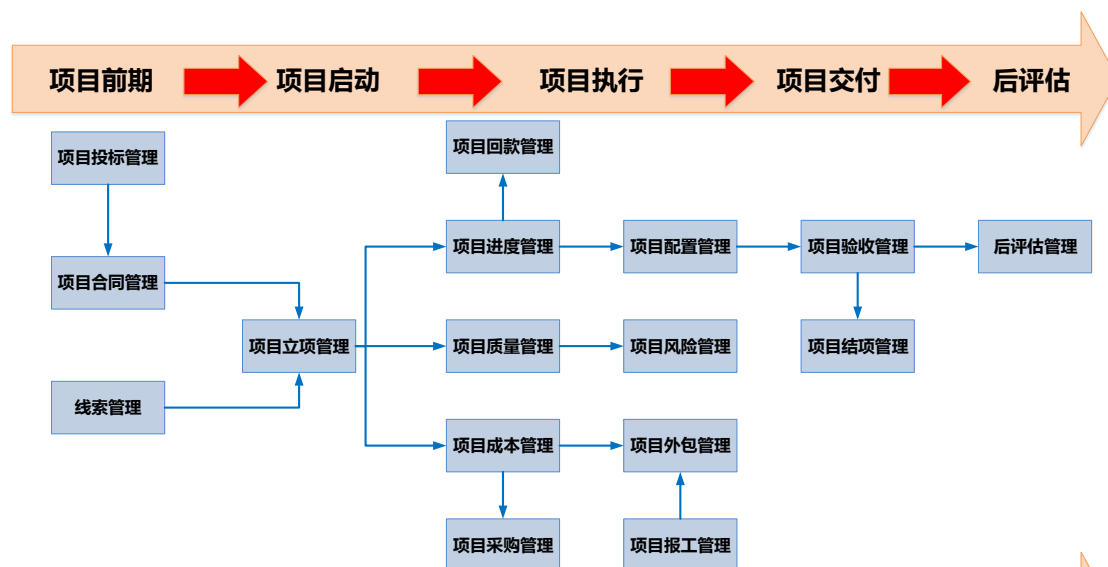 项目前期
项目启动
项目执行
项目交付
后评估
项目投标管理
项目回款管理
项目进度管理
项目配置管理
项目验收管理
后评估管理
项目合同管理
项目立项管理
项目质量管理
项目风险管理
项目结项管理
线索管理
项目成本管理
项目外包管理
项目采购管理
项目报工管理